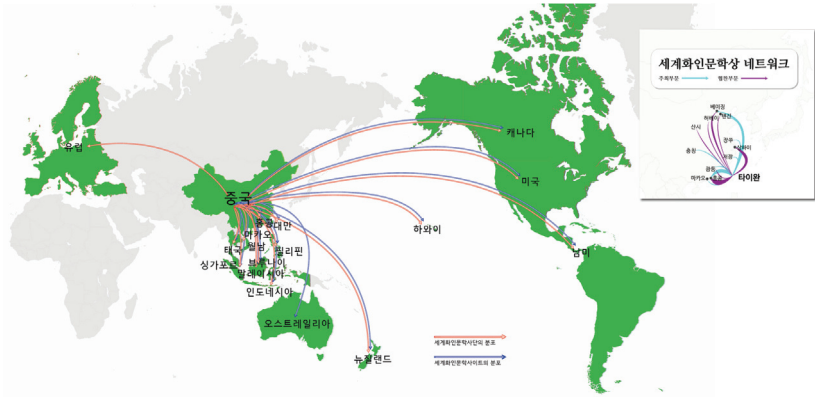 세계화인문학상 네트워크
주최부문
협찬부문
베이징
텐진
허베이
산시
장쑤
상하이
충칭
광동
마카오
홍콩
타이완
유럽
중국
캐나다
미국
하와이
남미
홍콩
대만
마카오
태국
월남
필리핀
싱가포르
브루나이
말레이시아
인도네시아
오스트레일리아
뉴질랜드
세계화인문학사단의 분포
세계화인문학사이트의 분포